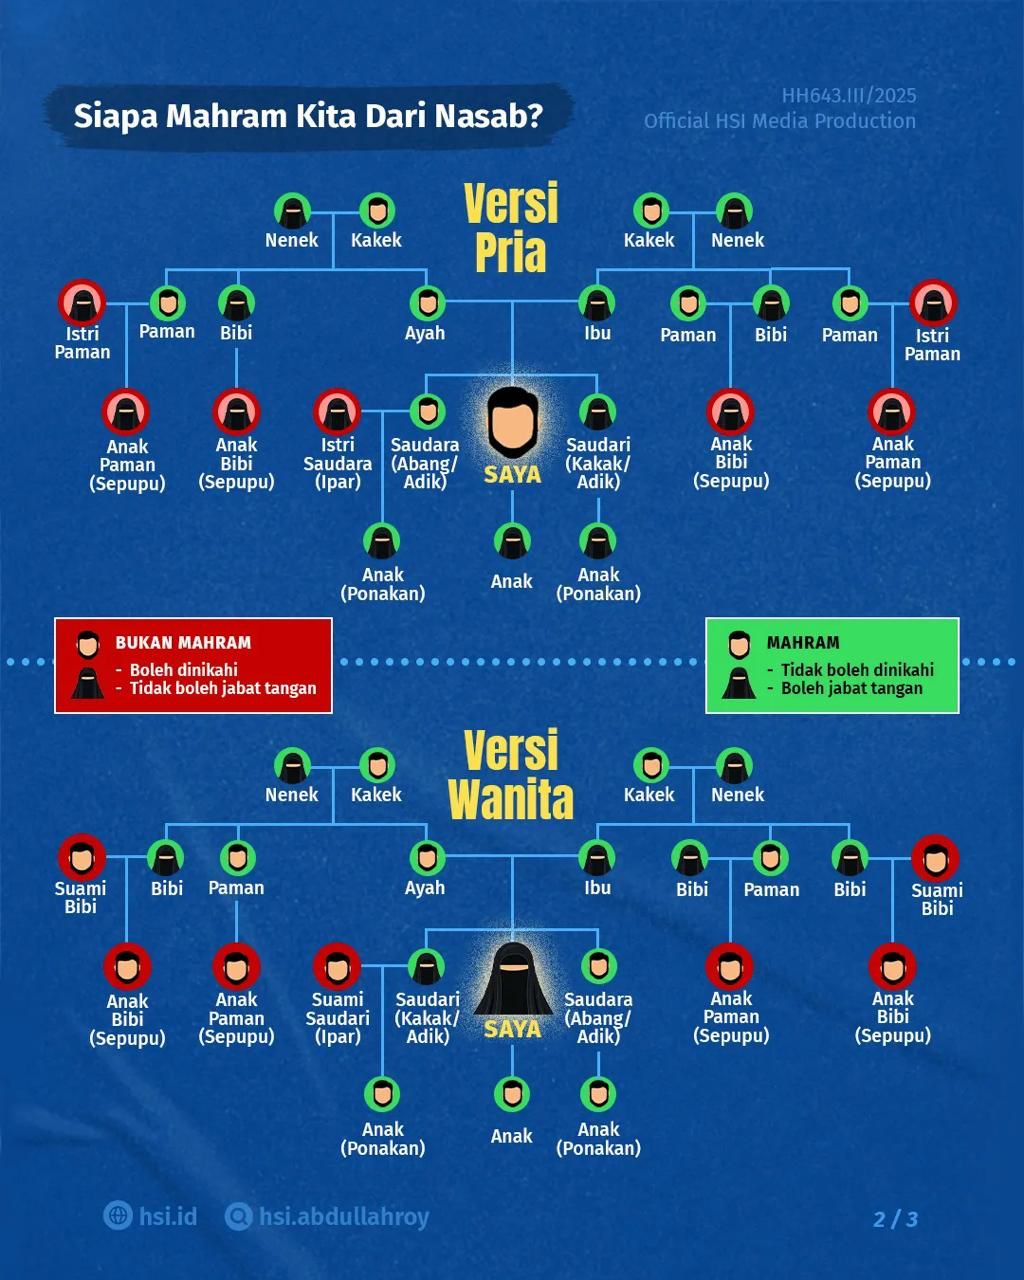 Siapa Mahram Kita Dari Nasab?
HH643.III/2025
Official HSI Media Production
Versi
Pria
Nenek
Kakek
Kakek
Nenek
Istri
Paman
Paman
Bibi
Ayah
Ibu
Paman
Bibi
Paman
Istri
Paman
Anak
Paman
(Sepupu)
Anak
Bibi
(Sepupu)
Istri
Saudara
(Ipar)
Saudara
(Abang/
Adik)
SAYA
Saudari
(Kakak/
Adik)
Anak
Bibi
(Sepupu)
Anak
Paman
(Sepupu)
Anak
(Ponakan)
Anak
Anak
(Ponakan)
BUKAN MAHRAM
- Boleh dinikahi
- Tidak boleh jabat tangan
MAHRAM
- Tidak boleh dinikahi
- Boleh jabat tangan
Versi
Wanita
Nenek
Kakek
Kakek
Nenek
Suami
Bibi
Bibi
Paman
Ayah
Ibu
Bibi
Paman
Bibi
Suami
Bibi
Anak
Bibi
(Sepupu)
Anak
Paman
(Sepupu)
Suami
Saudari
(Ipar)
Saudari
(Kakak/
Adik)
SAYA
Saudara
(Abang/
Adik)
Anak
Paman
(Sepupu)
Anak
Bibi
(Sepupu)
Anak
(Ponakan)
Anak
Anak
(Ponakan)
hsi.id
hsi.abdullahroy
2 / 3